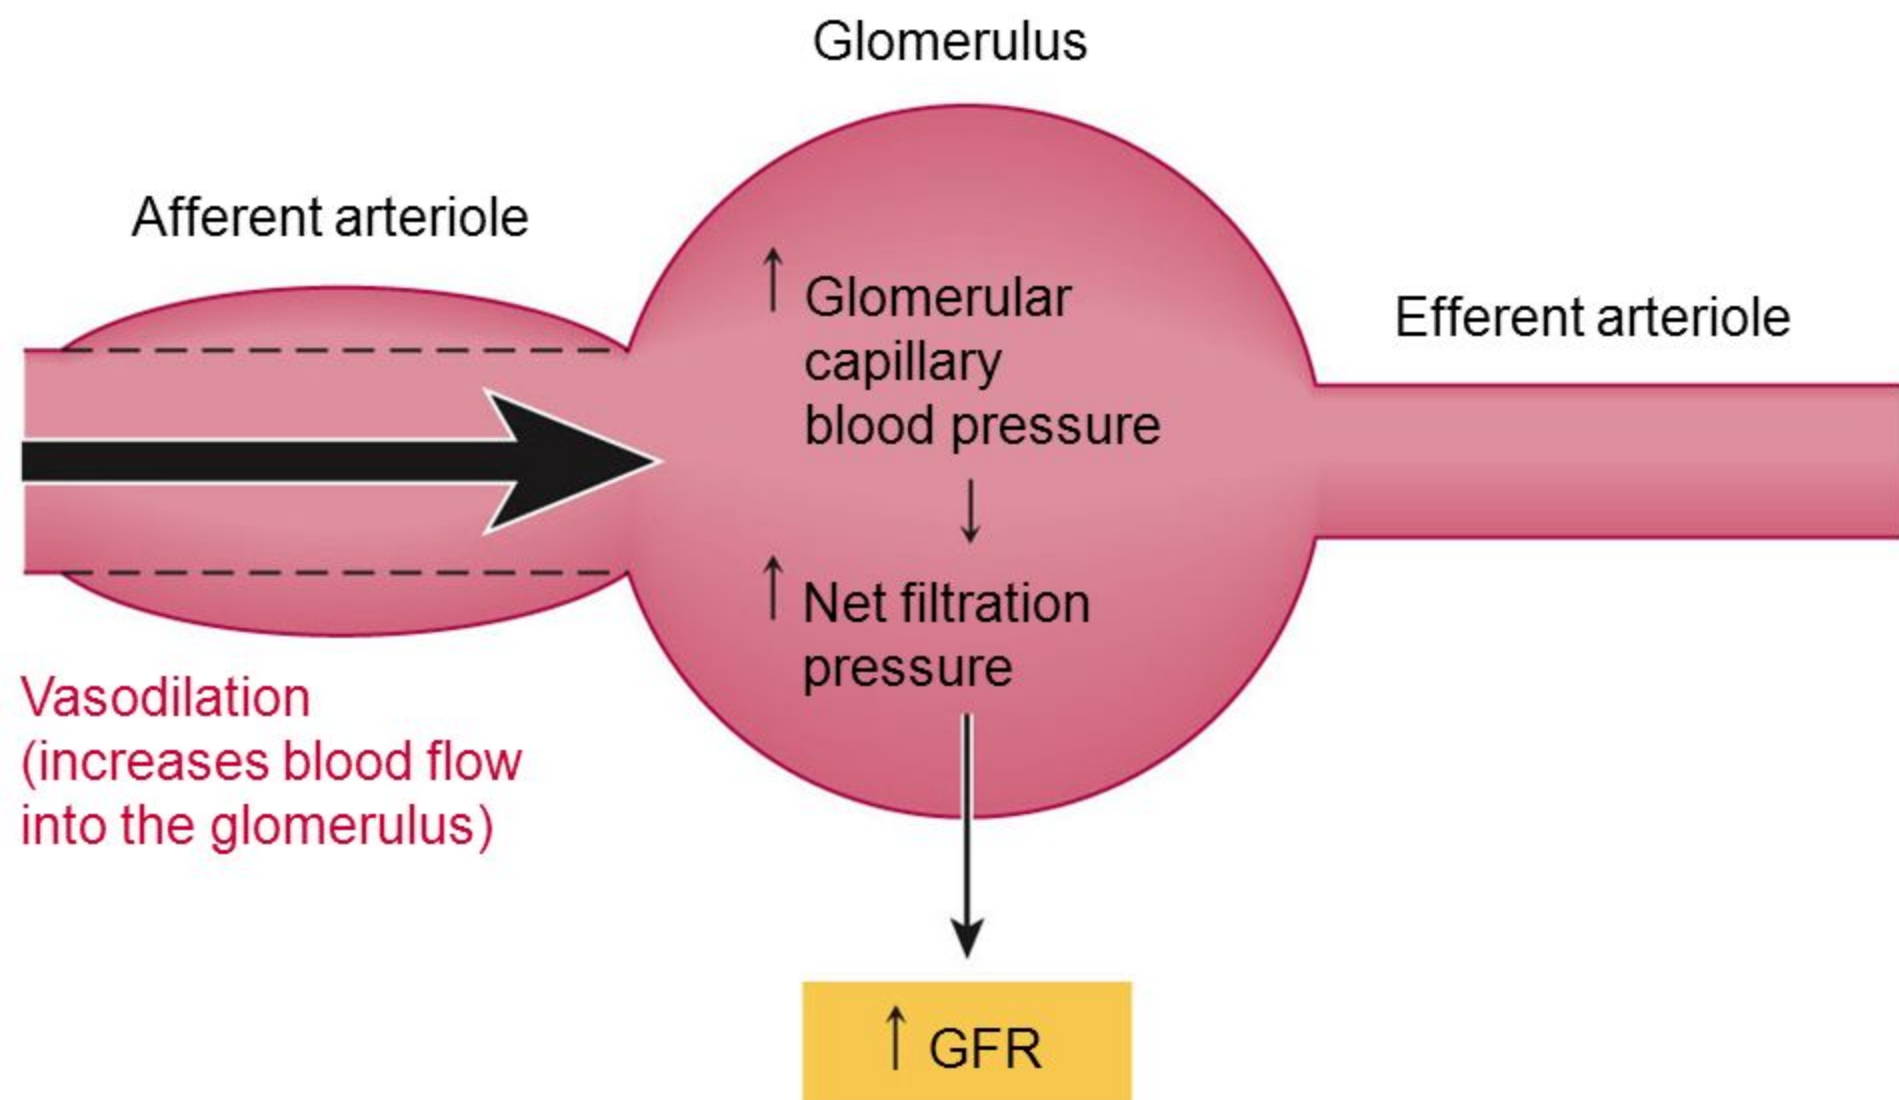 Glomerulus
Afferent arteriole
Efferent arteriole
↑ Glomerular
capillary
blood pressure
↓
↑ Net filtration
pressure
Vasodilation
(increases blood flow
into the glomerulus)
↑ GFR